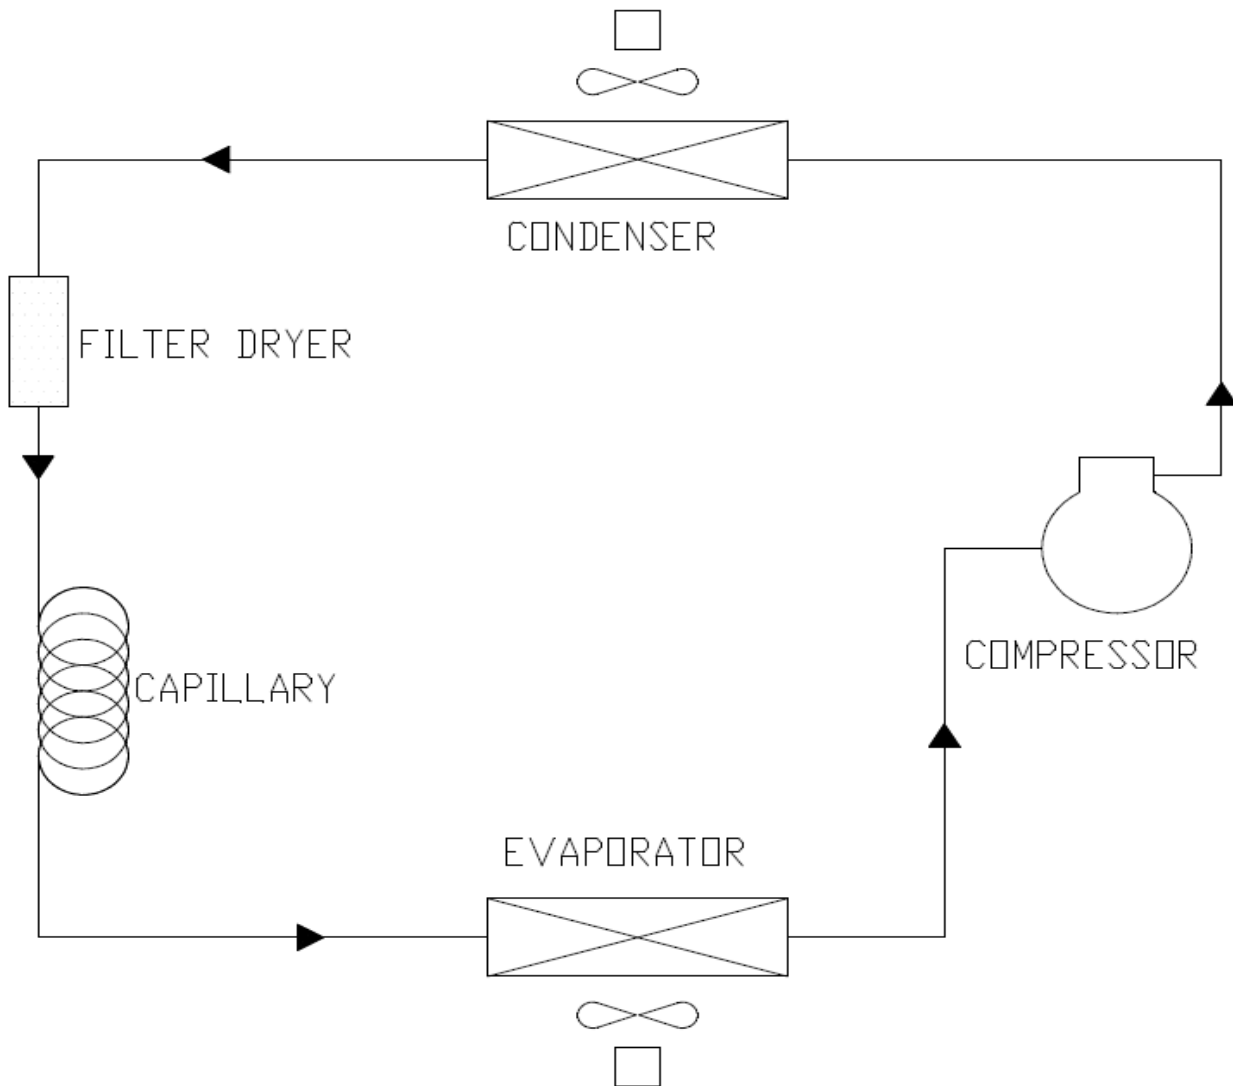 CONDENSER
FILTER DRYER
COMPRESSOR
CAPILLARY
EVAPORATOR